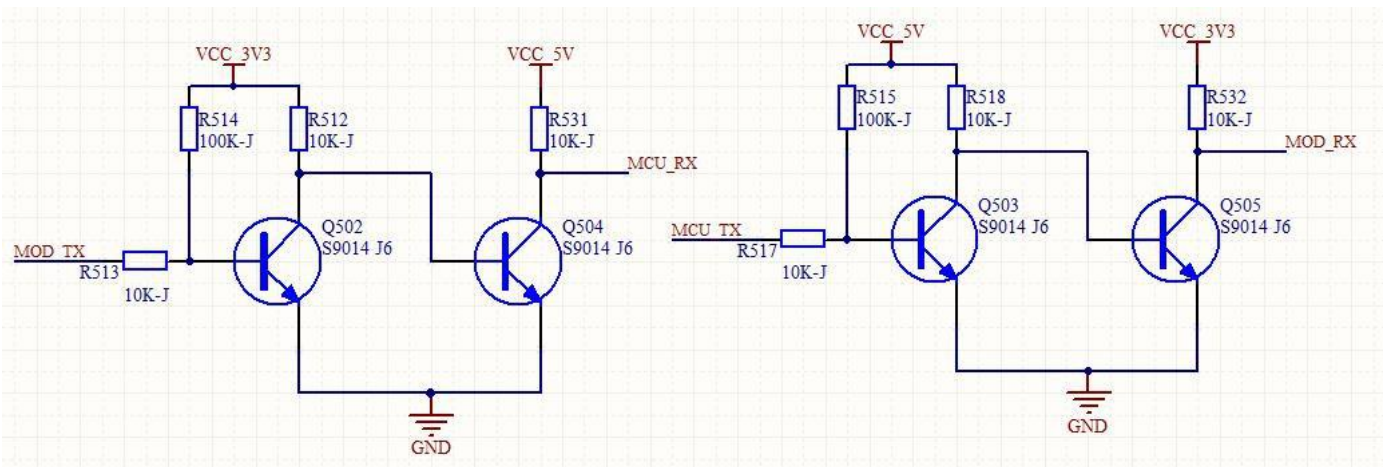 VCC_3V3
R514
100K-J
R512
10K-J
VCC_5V
R531
10K-J
MCU_RX
MOD_TX
R513
10K-J
Q502
S9014 J6
Q504
S9014 J6
GND
VCC_5V
R515
100K-J
R518
10K-J
VCC_3V3
R532
10K-J
MOD_RX
MCU_TX
R517
10K-J
Q503
S9014 J6
Q505
S9014 J6
GND